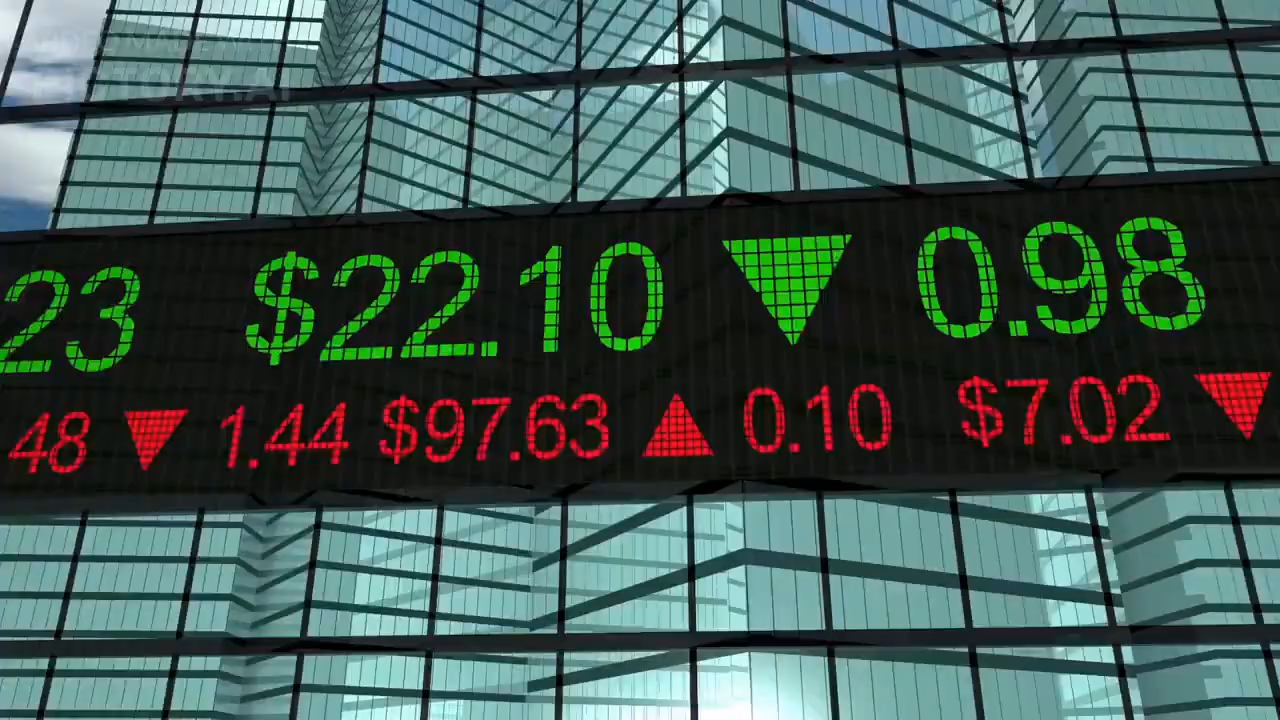 23 $22.10 ▼ 0.98
48 ▼ 1.44 $97.63 ▲ 0.10 $7.02 ▼